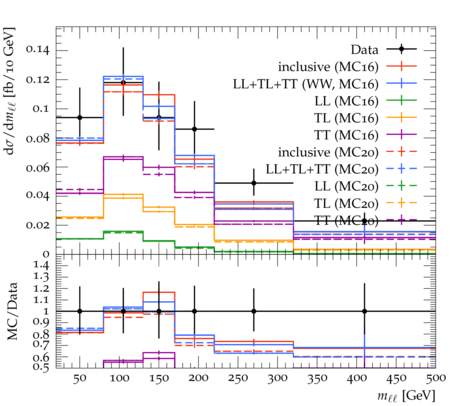 dσ/dmℓℓ [fb/10 GeV]
0.14
0.12
0.1
0.08
0.06
0.04
0.02
0
Data
inclusive (MC16)
LL+TL+TT (WW, MC16)
LL (MC16)
TL (MC16)
TT (MC16)
inclusive (MC20)
LL+TL+TT (MC20)
LL (MC20)
TL (MC20)
TT (MC20)
MC/Data
1.4
1.3
1.2
1.1
1
0.9
0.8
0.7
0.6
0.5
50 100 150 200 250 300 350 400 450 500
mℓℓ [GeV]